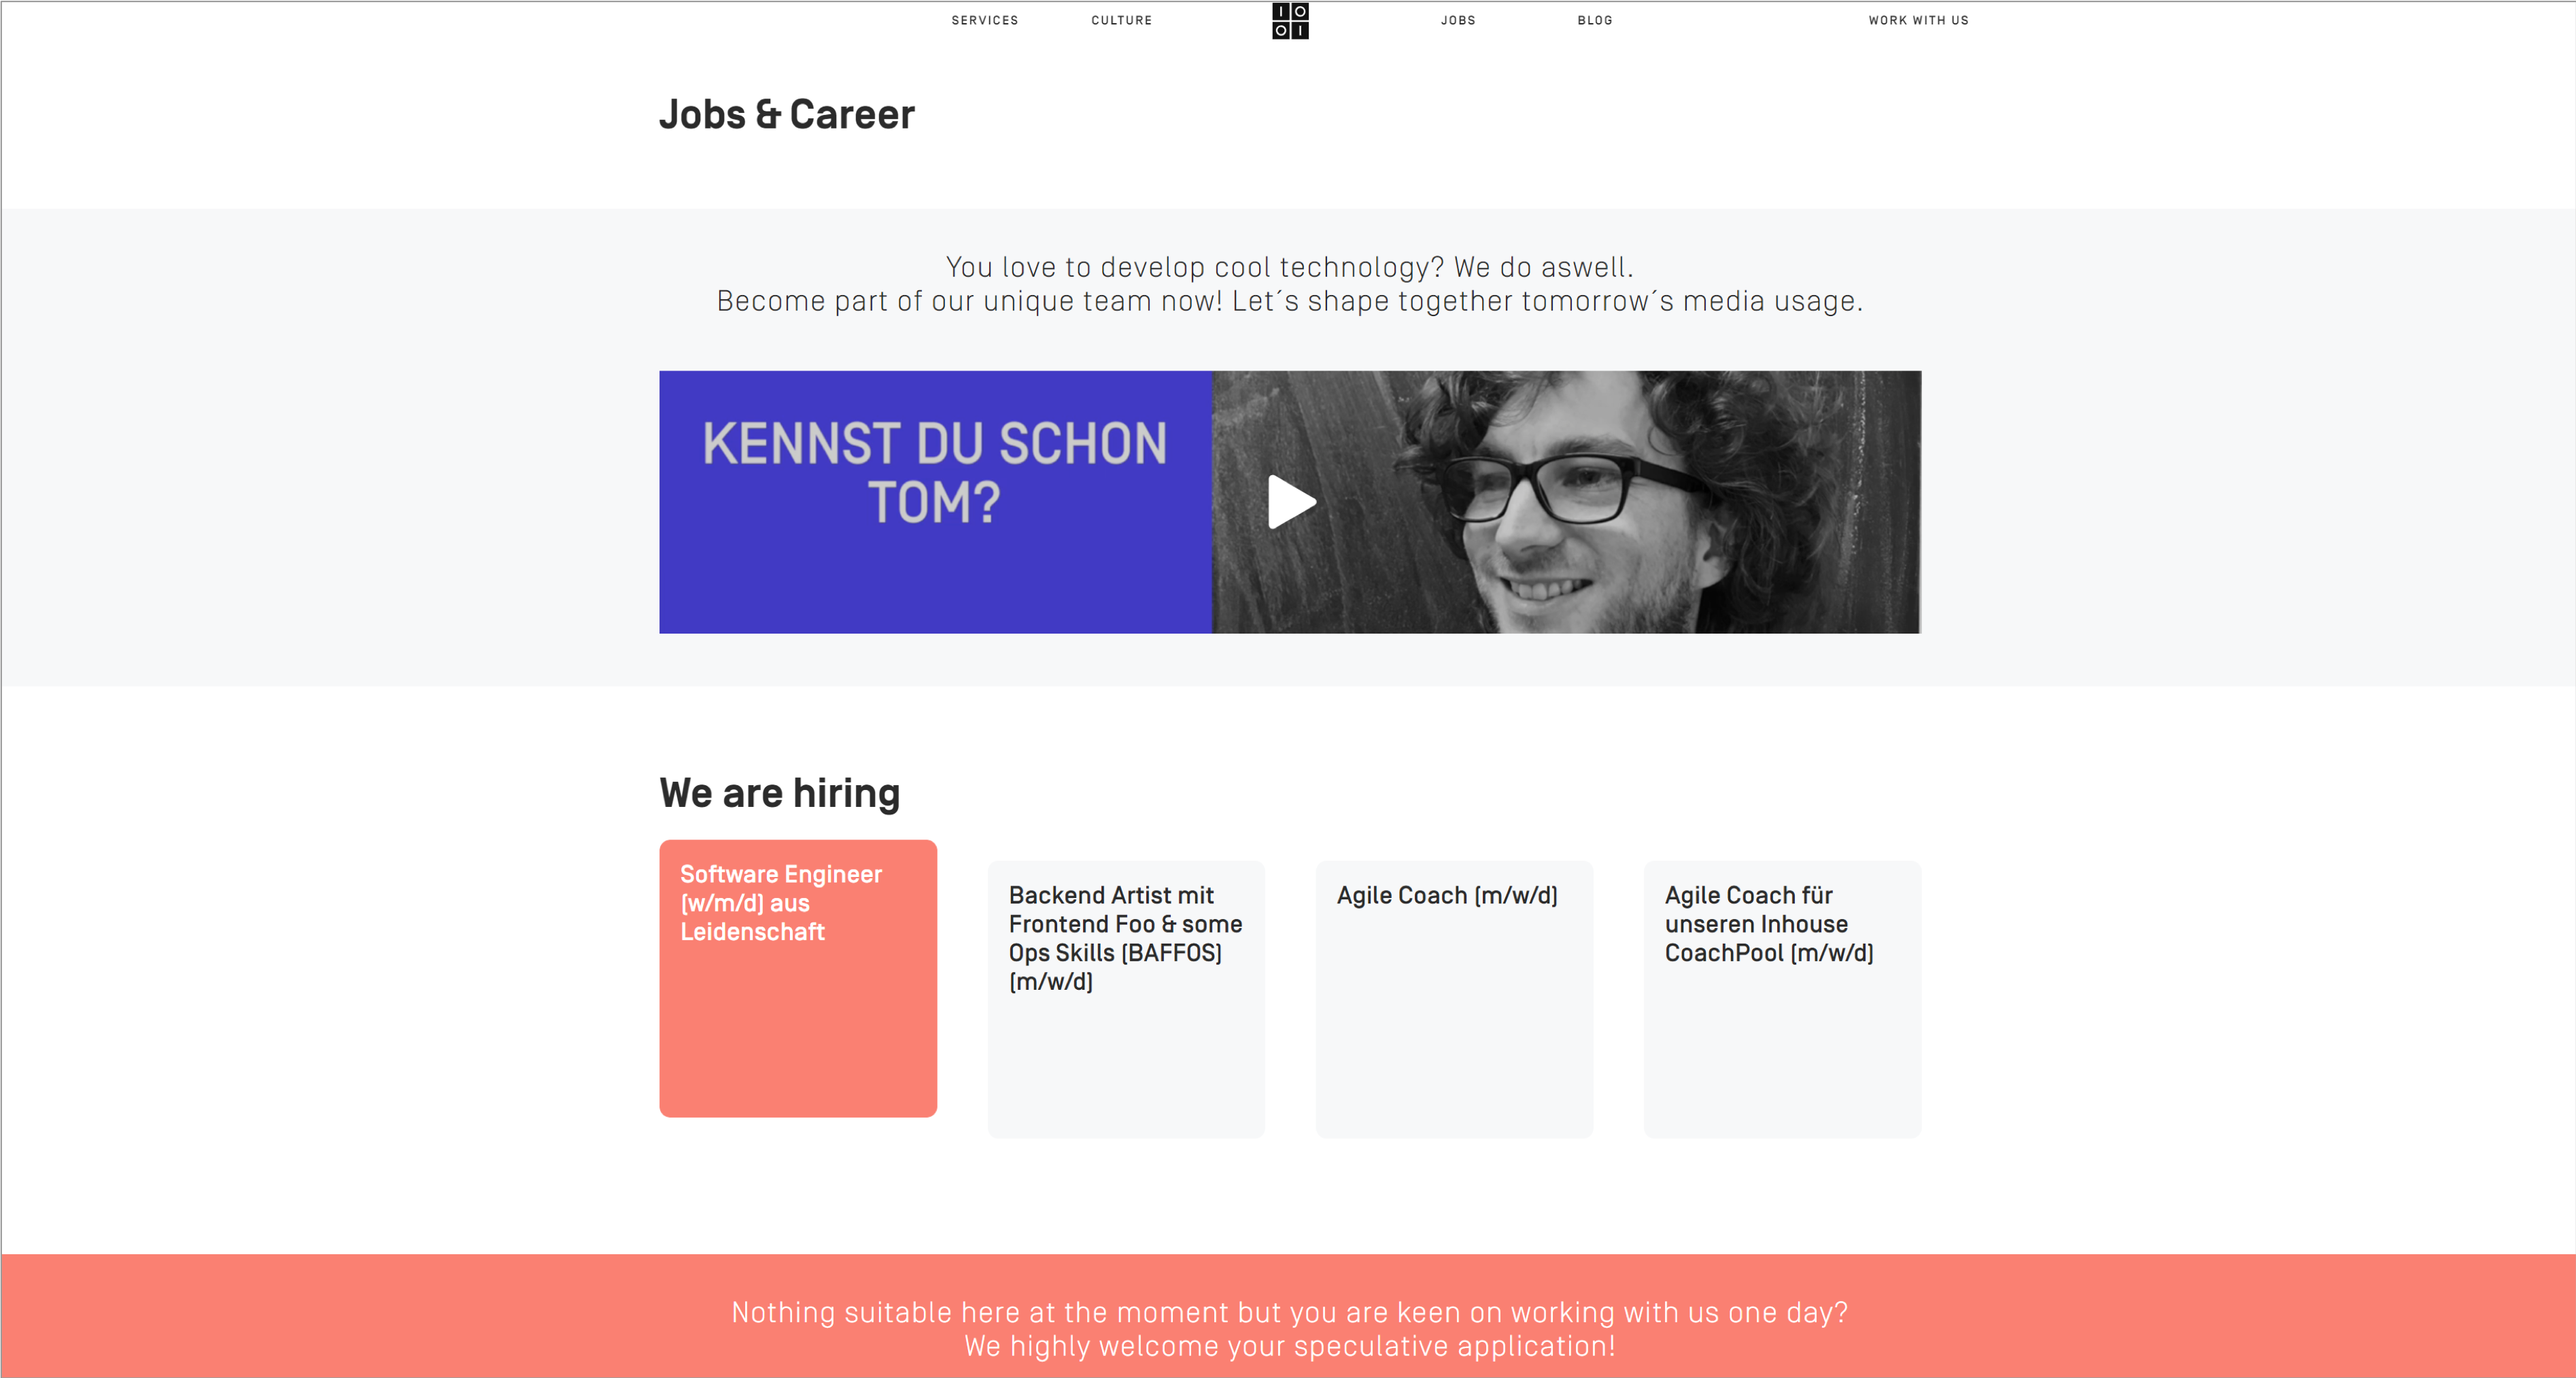 SERVICES CULTURE IO JOBS BLOG WORK WITH US
OI
Jobs & Career
You love to develop cool technology? We do aswell.
Become part of our unique team now! Let´s shape together tomorrow´s media usage.
KENNST DU SCHON
TOM?
We are hiring
Software Engineer
(w/m/d) aus
Leidenschaft
Backend Artist mit
Frontend Foo & some
Ops Skills (BAFFOS)
(m/w/d)
Agile Coach (m/w/d)
Agile Coach für
unseren Inhouse
CoachPool (m/w/d)
Nothing suitable here at the moment but you are keen on working with us one day?
We highly welcome your speculative application!